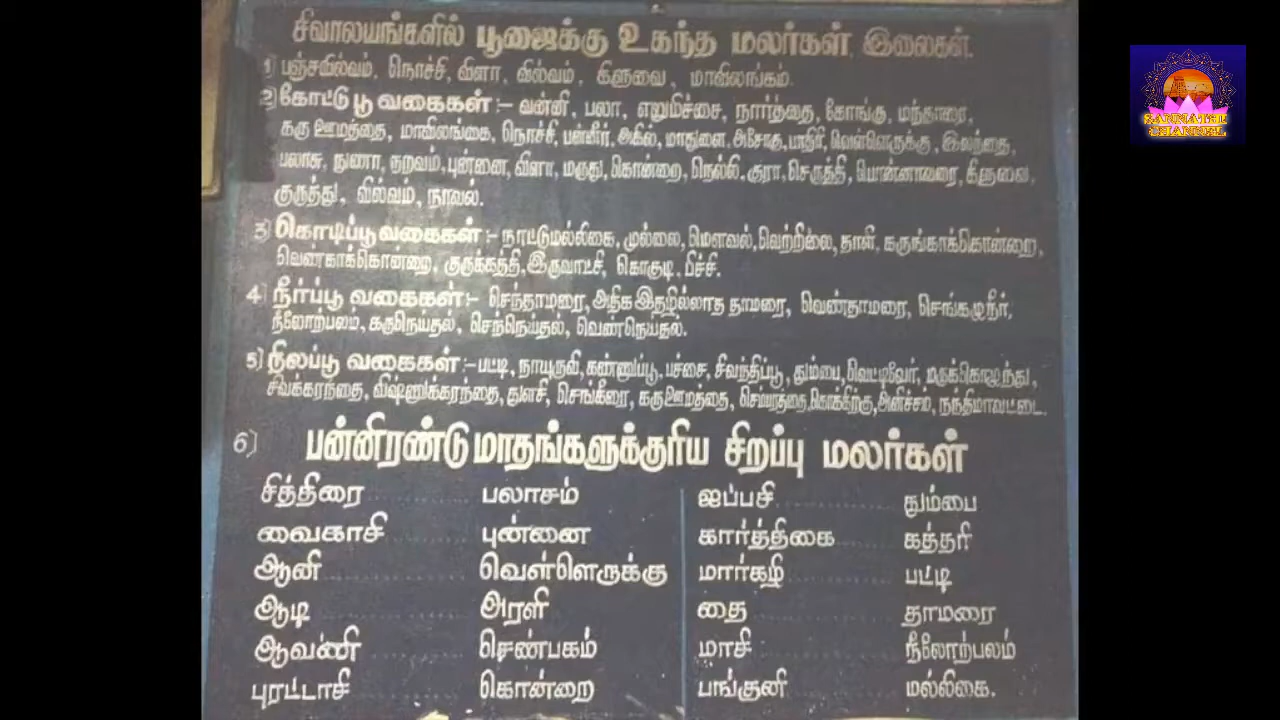 சிவாலயங்களில் பூஜைக்கு உகந்த மலர்கள், இலைகள்.
1) பஞ்சவில்வம், நொச்சி, விளா, வில்வம், கிளுவை, மாவிலங்கம்.
2) கோட்டு பூ வகைகள் :- வன்னி, பலா, எலுமிச்சை, நார்த்தை, கோங்கு, மந்தாரை,
கரு ஊமத்தை, மாவிலங்கை, நொச்சி, பன்னீர், அகில், மாதுளை, அசோகு, பாதிரி, வெள்ளெருக்கு, இலந்தை,
பலாசு, நுணா, நறவம், புன்னை, விளா, மருது, கொன்றை, நெல்லி, குரா, செருத்தி, பொன்னாவரை, கிளுவை,
குருந்து, வில்வம், நாவல்.
3) கொடிப்பூ வகைகள் :- நாட்டுமல்லிகை, முல்லை, மௌவல், வெற்றிலை, தாளி, கருங்காக்கொன்றை,
வெண்காக்கொன்றை, குருக்கத்தி, இருவாட்சி, கொகுடி, பிச்சி.
4) நீர்ப்பூ வகைகள் :- செந்தாமரை, அதிக இதழில்லாத தாமரை, வெண்தாமரை, செங்கழுநீர்,
நீலோற்பலம், கருநெய்தல், செந்நெய்தல், வெண்நெய்தல்.
5) நிலப்பூ வகைகள் :- பட்டி, நாயுருவி, கண்ணுப்பூ, பச்சை, சிவந்திப்பூ, தும்பை, வெட்டிவேர், மருக்கொழுந்து,
சிவக்கரந்தை, விஷ்ணுக்கரந்தை, துளசி, செங்கீரை, கரு ஊமத்தை, செம்பரத்தை, கொக்கிற்கு, அனிச்சம், நந்தியாவட்டை.
6) பன்னிரண்டு மாதங்களுக்குரிய சிறப்பு மலர்கள்
சித்திரை பலாசம் ஐப்பசி தும்பை
வைகாசி புன்னை கார்த்திகை கத்தரி
ஆனி வெள்ளெருக்கு மார்கழி பட்டி
ஆடி அரளி தை தாமரை
ஆவணி செண்பகம் மாசி நீலோற்பலம்
புரட்டாசி கொன்றை பங்குனி மல்லிகை.
SANNATHI CHANNEL